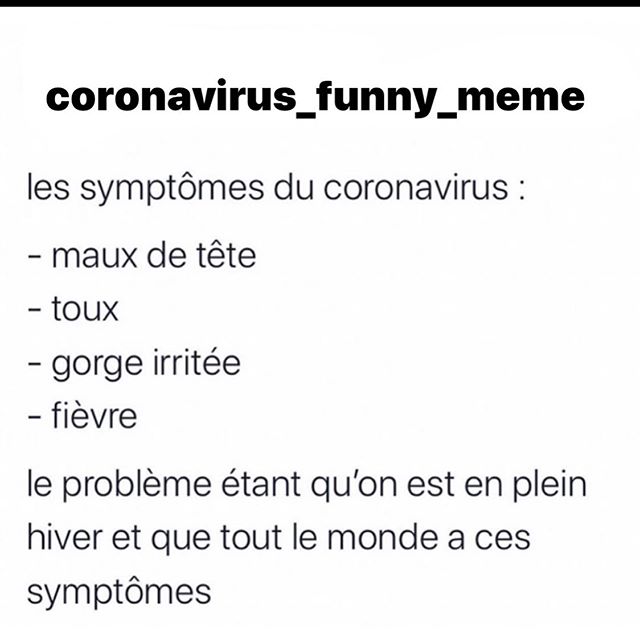 coronavirus_funny_meme
les symptômes du coronavirus :
- maux de tête
- toux
- gorge irritée
- fièvre
le problème étant qu'on est en plein
hiver et que tout le monde a ces
symptômes